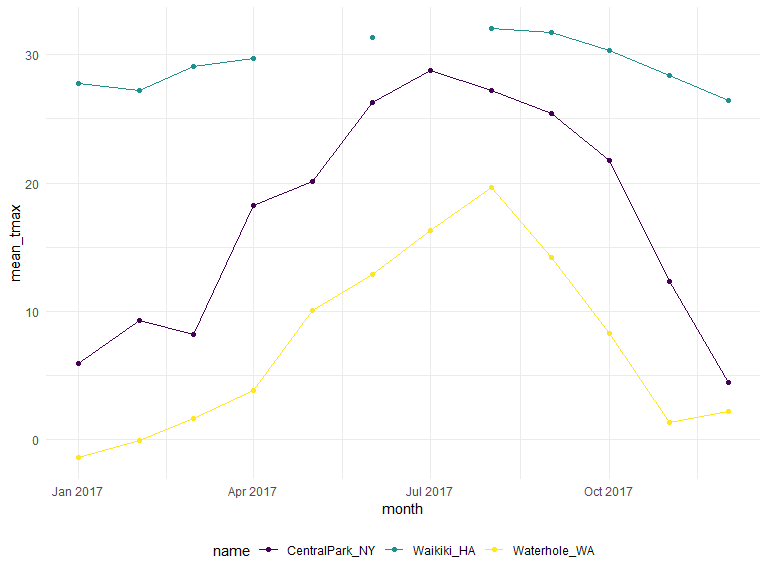 30
20
10
0
mean_tmax
Jan 2017 Apr 2017 Jul 2017 Oct 2017
month
name CentralPark_NY Waikiki_HA Waterhole_WA